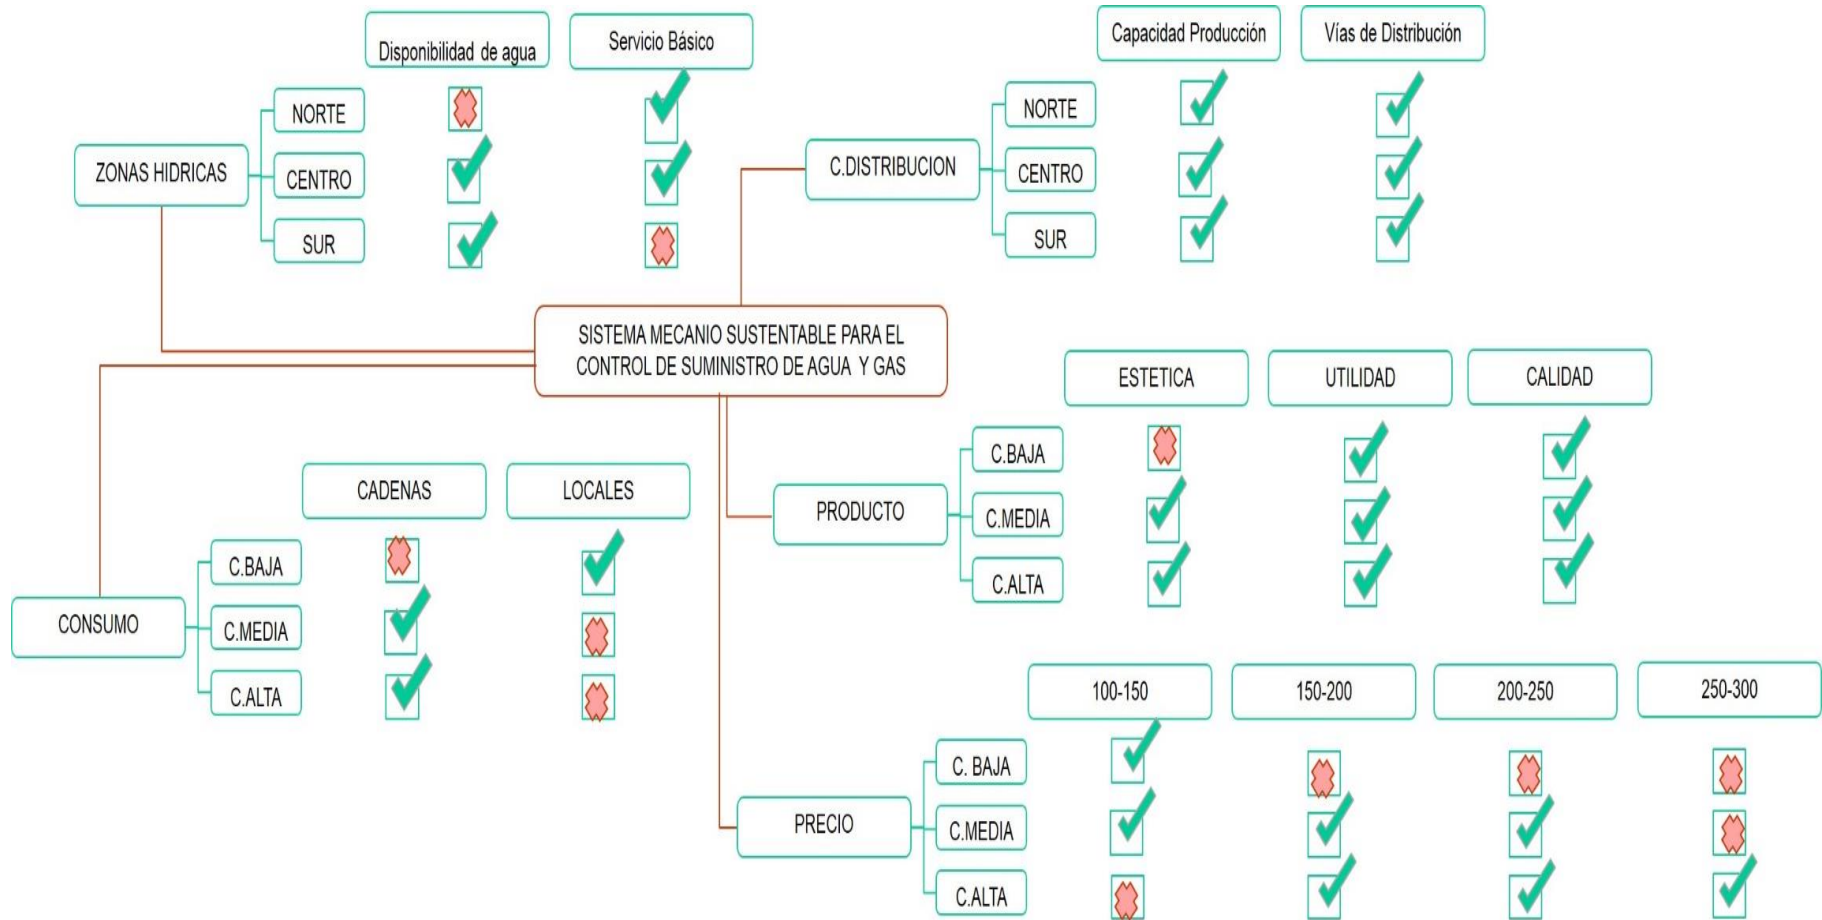 Disponibilidad de agua
Servicio Básico
ZONAS HIDRICAS
NORTE
CENTRO
SUR
Capacidad Producción
Vías de Distribución
C.DISTRIBUCION
NORTE
CENTRO
SUR
SISTEMA MECANIO SUSTENTABLE PARA EL
CONTROL DE SUMINISTRO DE AGUA Y GAS
ESTETICA
UTILIDAD
CALIDAD
PRODUCTO
C.BAJA
C.MEDIA
C.ALTA
CADENAS
LOCALES
CONSUMO
C.BAJA
C.MEDIA
C.ALTA
100-150
150-200
200-250
250-300
PRECIO
C. BAJA
C.MEDIA
C.ALTA